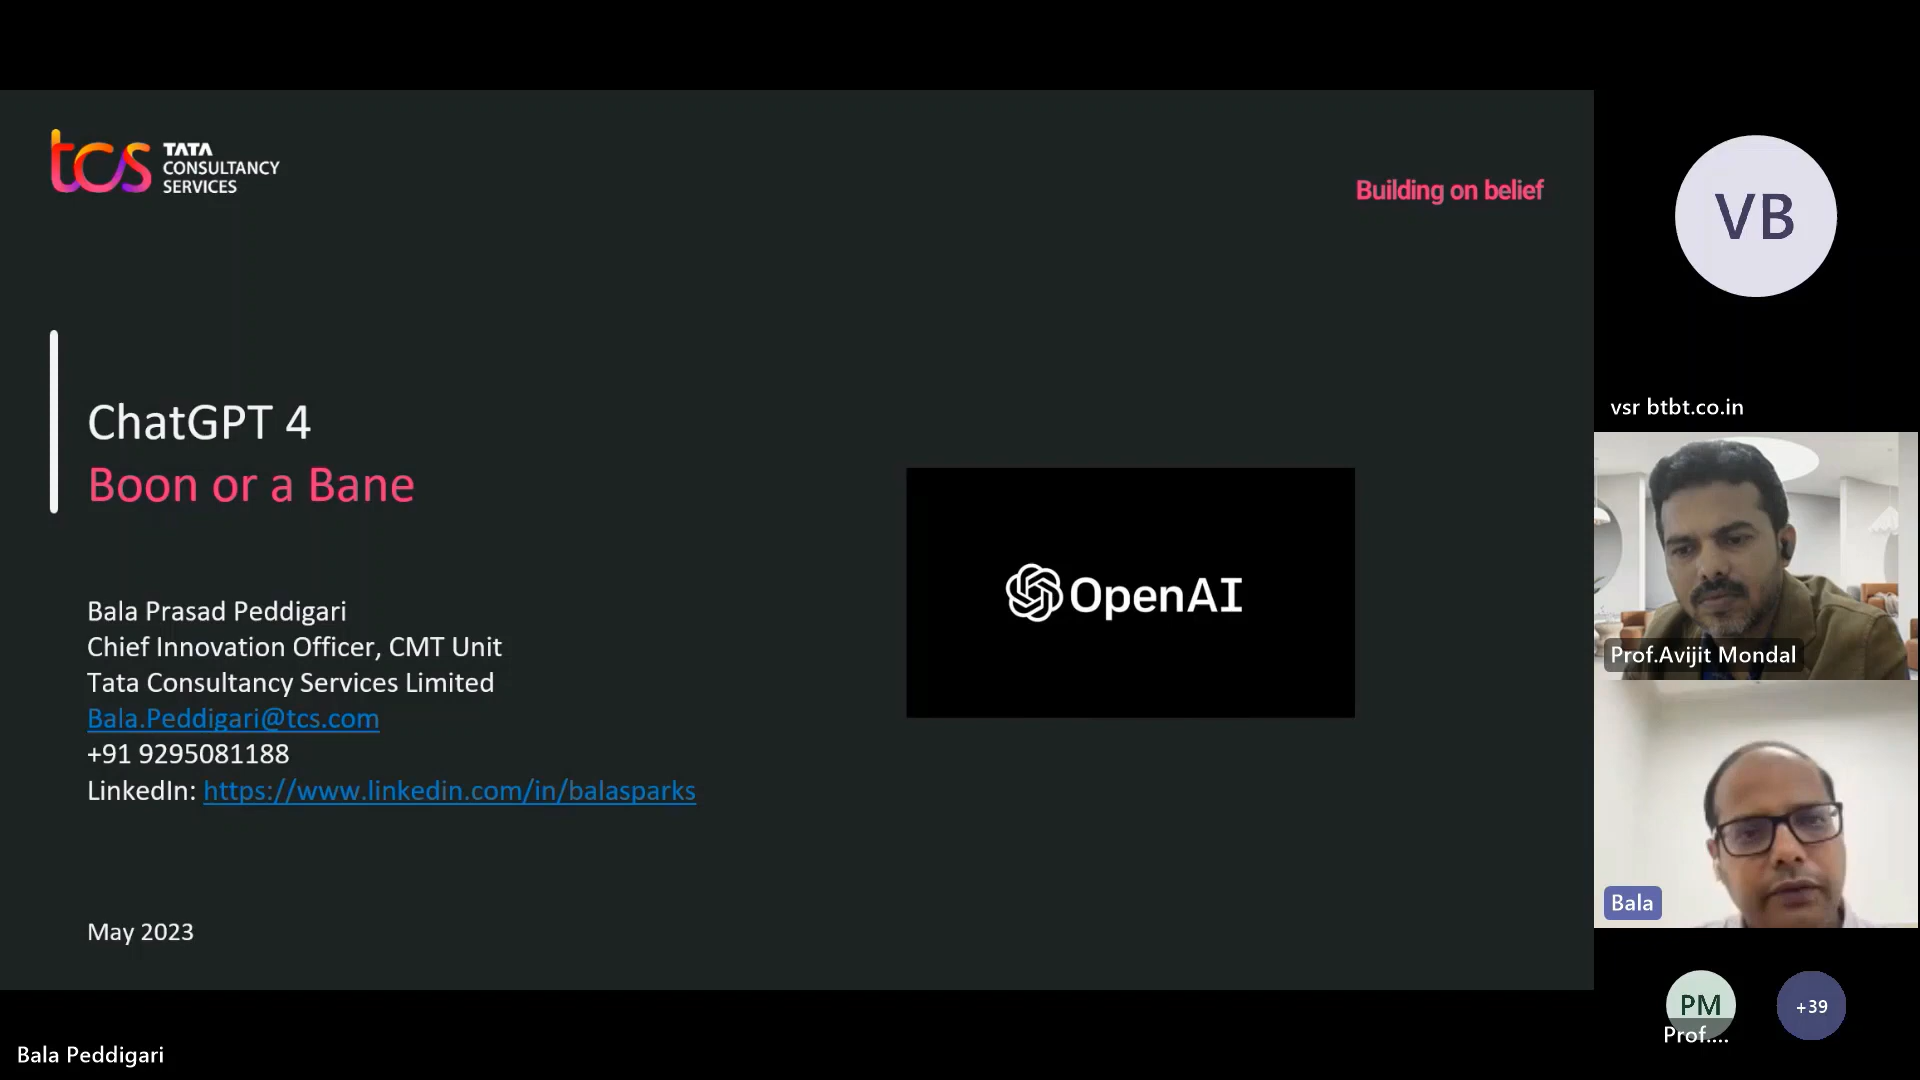 tcs TATA
CONSULTANCY
SERVICES
Building on belief
ChatGPT 4
Boon or a Bane
Bala Prasad Peddigari
Chief Innovation Officer, CMT Unit
Tata Consultancy Services Limited
Bala.Peddigari@tcs.com
+91 9295081188
LinkedIn: https://www.linkedin.com/in/balasparks
May 2023
OpenAI
VB
vsr btbt.co.in
Prof.Avijit Mondal
Bala
PM
Prof....
+39
Bala Peddigari